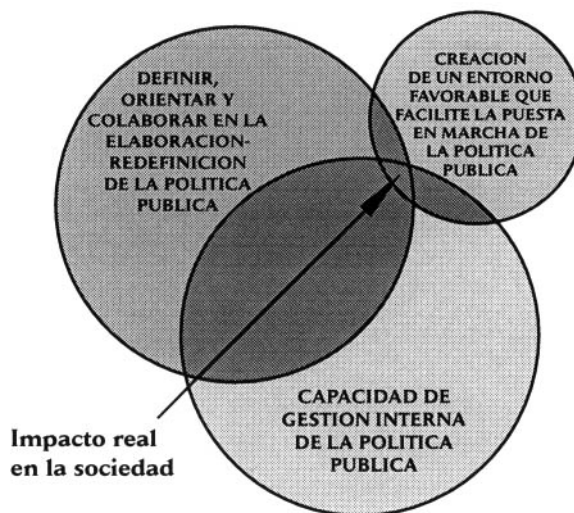 DEFINIR,
ORIENTAR Y
COLABORAR EN LA
ELABORACION-
REDEFINICION
DE LA POLITICA
PUBLICA
CREACION
DE UN ENTORNO
FAVORABLE QUE
FACILITE LA PUESTA
EN MARCHA DE
LA POLITICA
PUBLICA
CAPACIDAD DE
GESTION INTERNA
DE LA POLITICA
PUBLICA
Impacto real
en la sociedad